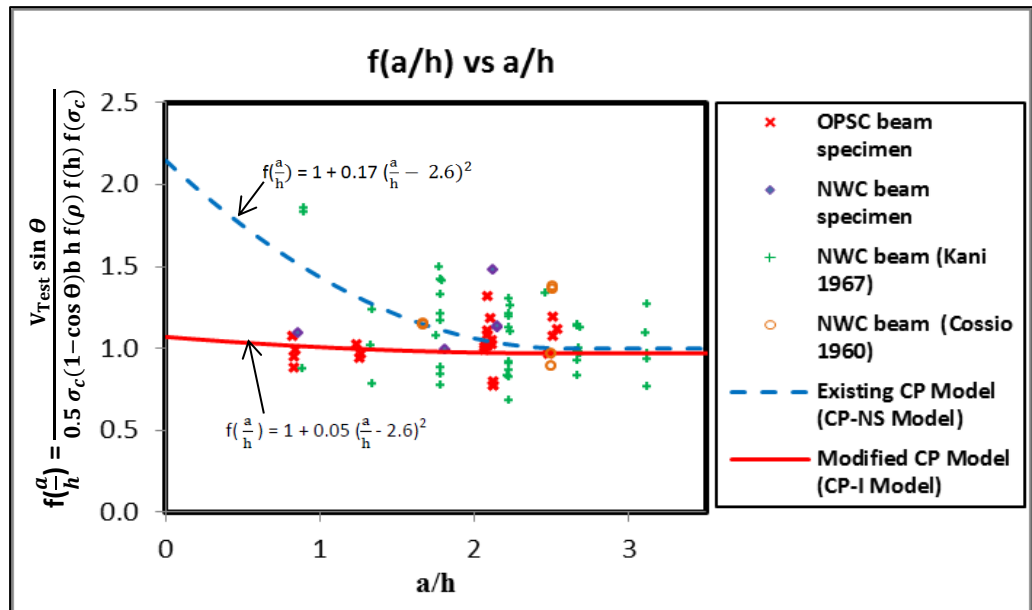 f(a/h) vs a/h
f(a/h) = V_Test sin θ / 0.5 σ_c(1-cos θ)b h f(ρ) f(h) f(σ_c)
2.5
2.0
1.5
1.0
0.5
0.0
0
1
2
3
a/h
f(a/h) = 1 + 0.17 (a/h − 2.6)²
f( a/h ) = 1 + 0.05 (a/h - 2.6)²
OPSC beam
specimen
NWC beam
specimen
NWC beam (Kani
1967)
NWC beam (Cossio
1960)
Existing CP Model
(CP-NS Model)
Modified CP Model
(CP-I Model)